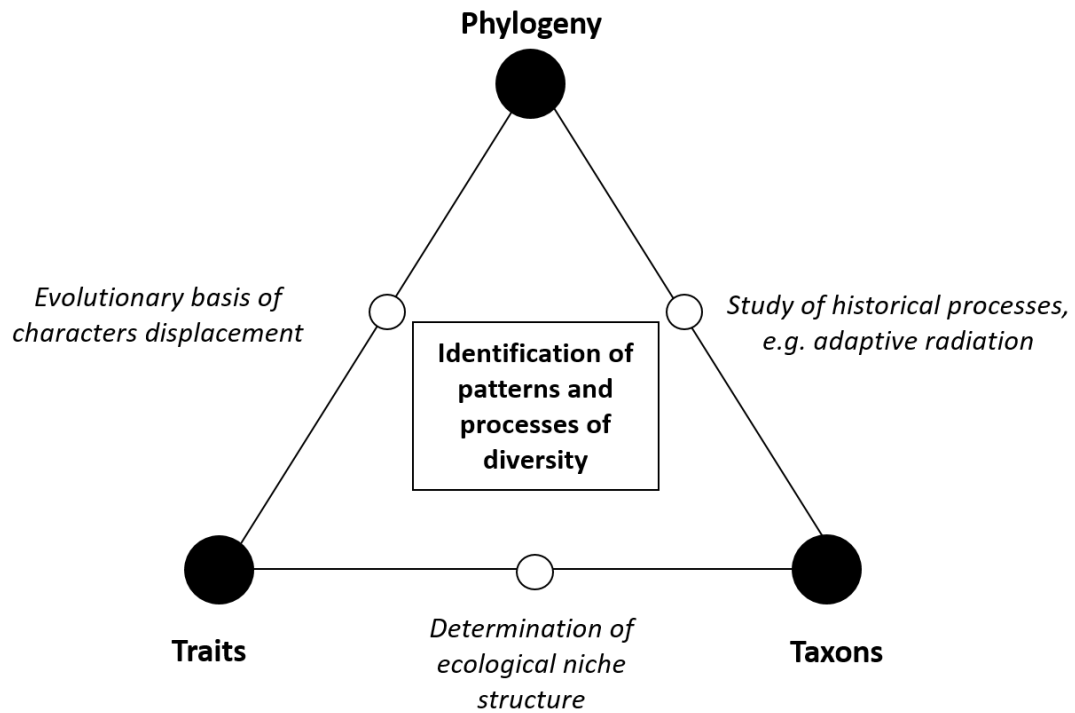 Phylogeny
Evolutionary basis of
characters displacement
Study of historical processes,
e.g. adaptive radiation
Identification of
patterns and
processes of
diversity
Traits
Determination of
ecological niche
structure
Taxons